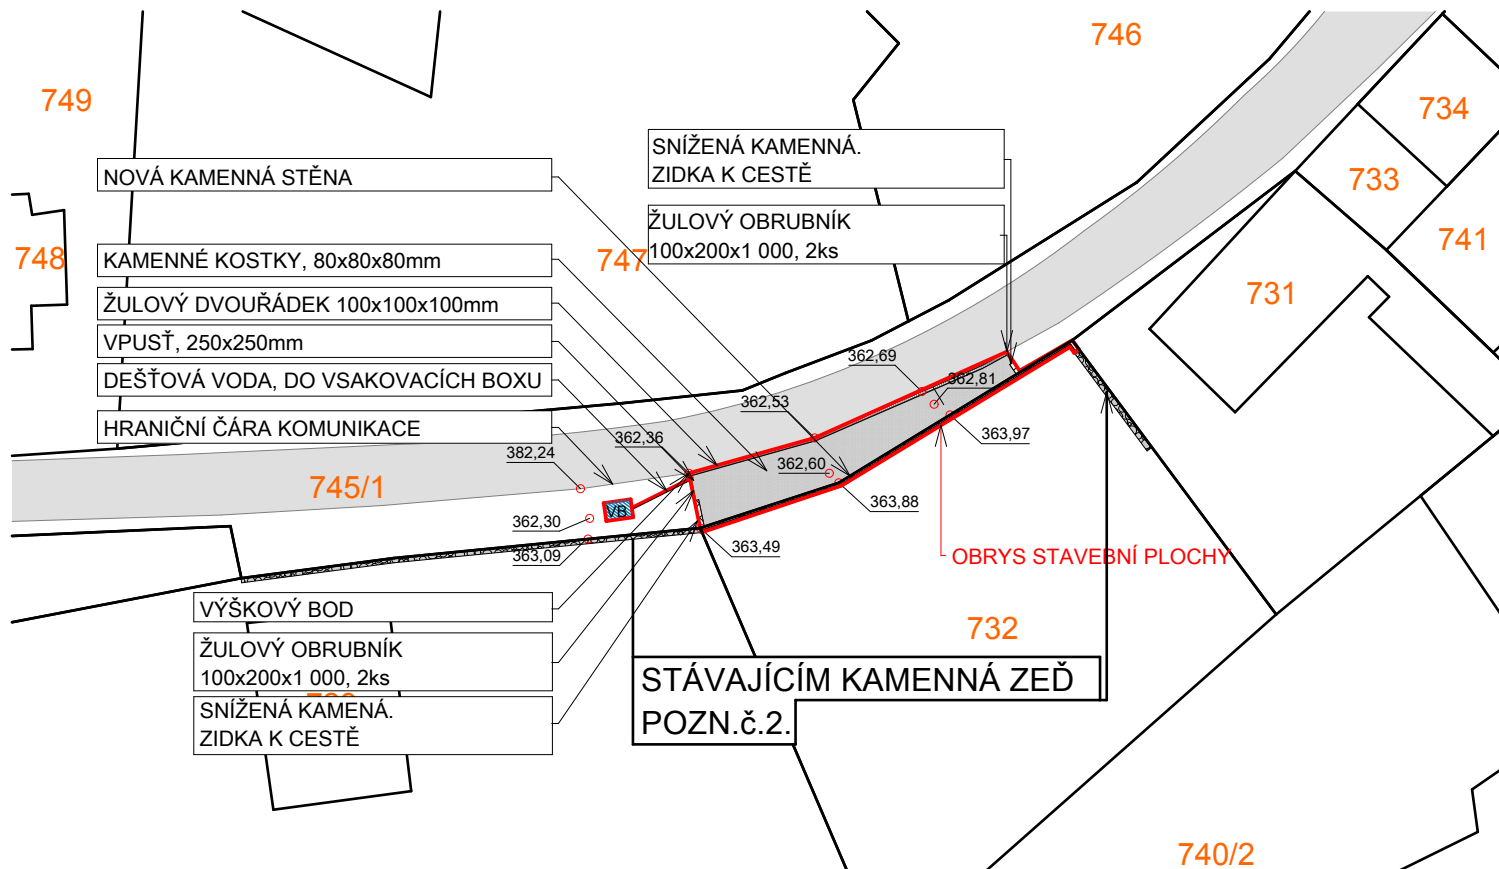 746
749
734
SNÍŽENÁ KAMENNÁ.
ZIDKA K CESTĚ
NOVÁ KAMENNÁ STĚNA
733
ŽULOVÝ OBRUBNÍK
100x200x1 000, 2ks
741
748
747
KAMENNÉ KOSTKY, 80x80x80mm
731
ŽULOVÝ DVOUŘÁDEK 100x100x100mm
VPUSŤ, 250x250mm
362,69
DEŠŤOVÁ VODA, DO VSAKOVACÍCH BOXU
362,81
362,53
HRANIČNÍ ČÁRA KOMUNIKACE
362,36
363,97
382,24
362,60
745/1
363,88
VB
362,30
363,49
363,09
OBRYS STAVEBNÍ PLOCHY
VÝŠKOVÝ BOD
732
ŽULOVÝ OBRUBNÍK
100x200x1 000, 2ks
STÁVAJÍCÍM KAMENNÁ ZEĎ
POZN.č.2.
SNÍŽENÁ KAMENÁ.
ZIDKA K CESTĚ
740/2